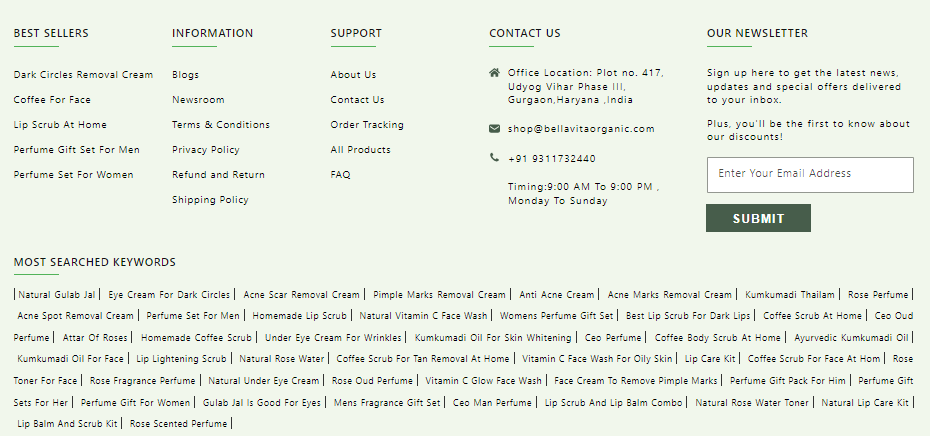 BEST SELLERS
Dark Circles Removal Cream
Coffee For Face
Lip Scrub At Home
Perfume Gift Set For Men
Perfume Set For Women
INFORMATION
Blogs
Newsroom
Terms & Conditions
Privacy Policy
Refund and Return
Shipping Policy
SUPPORT
About Us
Contact Us
Order Tracking
All Products
FAQ
CONTACT US
Office Location: Plot no. 417,
Udyog Vihar Phase III,
Gurgaon,Haryana ,India
shop@bellavitaorganic.com
+91 9311732440
Timing:9:00 AM To 9:00 PM ,
Monday To Sunday
OUR NEWSLETTER
Sign up here to get the latest news,
updates and special offers delivered
to your inbox.
Plus, you'll be the first to know about
our discounts!
Enter Your Email Address
SUBMIT
MOST SEARCHED KEYWORDS
| Natural Gulab Jal | Eye Cream For Dark Circles | Acne Scar Removal Cream | Pimple Marks Removal Cream | Anti Acne Cream | Acne Marks Removal Cream | Kumkumadi Thailam | Rose Perfume |
Acne Spot Removal Cream | Perfume Set For Men | Homemade Lip Scrub | Natural Vitamin C Face Wash | Womens Perfume Gift Set | Best Lip Scrub For Dark Lips | Coffee Scrub At Home | Ceo Oud
Perfume | Attar Of Roses | Homemade Coffee Scrub | Under Eye Cream For Wrinkles | Kumkumadi Oil For Skin Whitening | Ceo Perfume | Coffee Body Scrub At Home | Ayurvedic Kumkumadi Oil |
Kumkumadi Oil For Face | Lip Lightening Scrub | Natural Rose Water | Coffee Scrub For Tan Removal At Home | Vitamin C Face Wash For Oily Skin | Lip Care Kit | Coffee Scrub For Face At Hom | Rose
Toner For Face | Rose Fragrance Perfume | Natural Under Eye Cream | Rose Oud Perfume | Vitamin C Glow Face Wash | Face Cream To Remove Pimple Marks | Perfume Gift Pack For Him | Perfume Gift
Sets For Her | Perfume Gift For Women | Gulab Jal Is Good For Eyes | Mens Fragrance Gift Set | Ceo Man Perfume | Lip Scrub And Lip Balm Combo | Natural Rose Water Toner | Natural Lip Care Kit |
Lip Balm And Scrub Kit | Rose Scented Perfume |